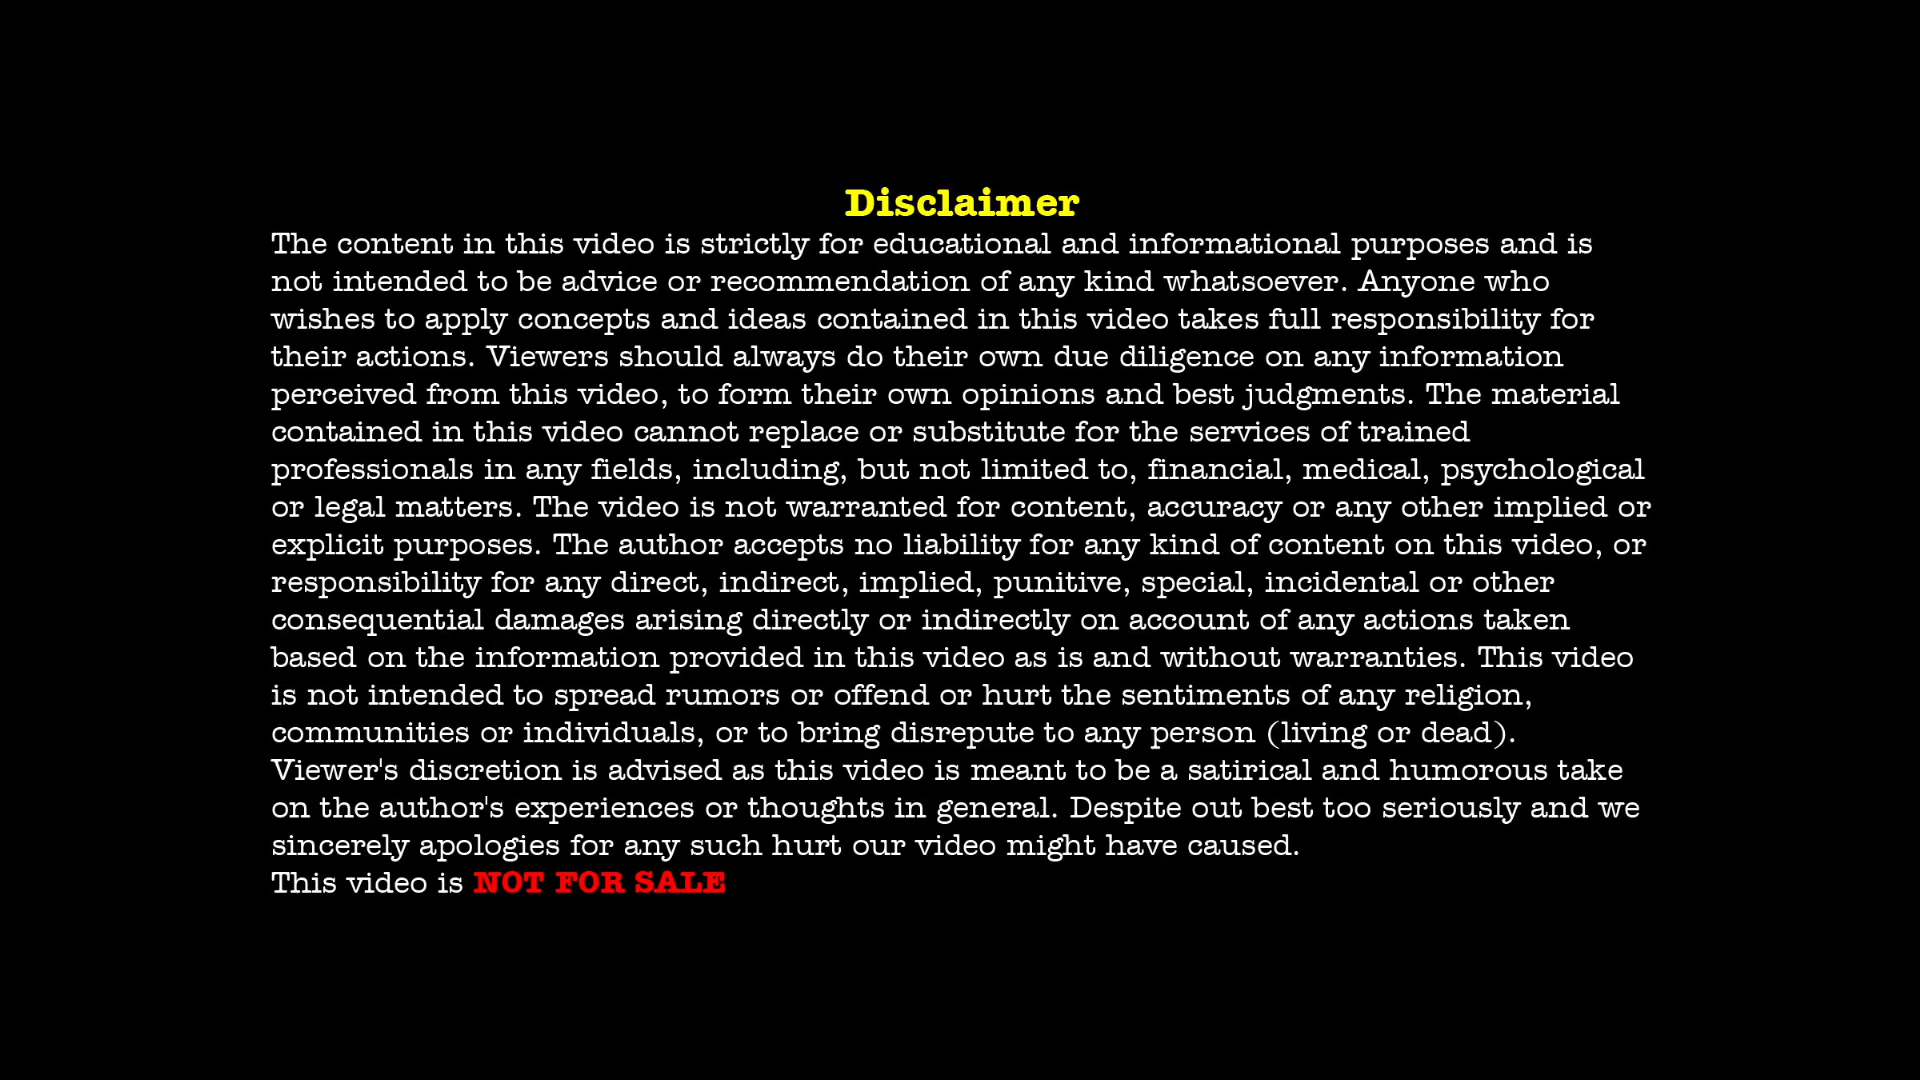 Disclaimer
The content in this video is strictly for educational and informational purposes and is
not intended to be advice or recommendation of any kind whatsoever. Anyone who
wishes to apply concepts and ideas contained in this video takes full responsibility for
their actions. Viewers should always do their own due diligence on any information
perceived from this video, to form their own opinions and best judgments. The material
contained in this video cannot replace or substitute for the services of trained
professionals in any fields, including, but not limited to, financial, medical, psychological
or legal matters. The video is not warranted for content, accuracy or any other implied or
explicit purposes. The author accepts no liability for any kind of content on this video, or
responsibility for any direct, indirect, implied, punitive, special, incidental or other
consequential damages arising directly or indirectly on account of any actions taken
based on the information provided in this video as is and without warranties. This video
is not intended to spread rumors or offend or hurt the sentiments of any religion,
communities or individuals, or to bring disrepute to any person (living or dead).
Viewer's discretion is advised as this video is meant to be a satirical and humorous take
on the author's experiences or thoughts in general. Despite out best too seriously and we
sincerely apologies for any such hurt our video might have caused.
This video is NOT FOR SALE